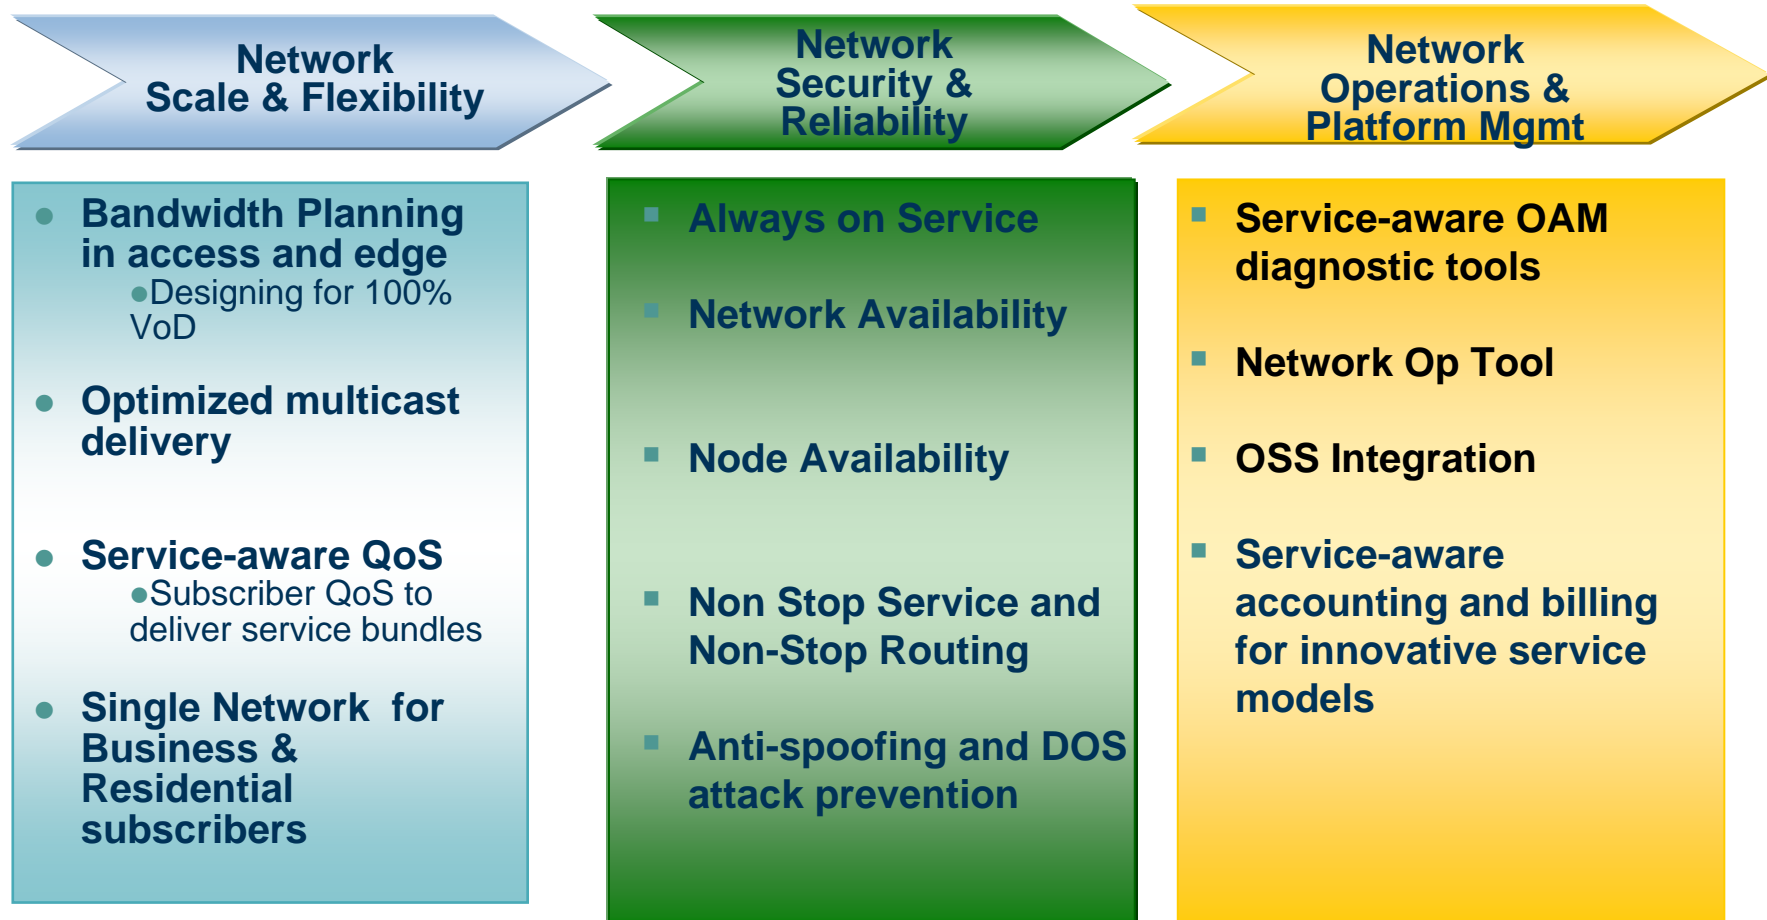 Network
Scale & Flexibility
Network
Security &
Reliability
Network
Operations &
Platform Mgmt
Bandwidth Planning
in access and edge
Designing for 100%
VoD
Optimized multicast
delivery
Service-aware QoS
Subscriber QoS to
deliver service bundles
Single Network for
Business &
Residential
subscribers
Always on Service
Network Availability
Node Availability
Non Stop Service and
Non-Stop Routing
Anti-spoofing and DOS
attack prevention
Service-aware OAM
diagnostic tools
Network Op Tool
OSS Integration
Service-aware
accounting and billing
for innovative service
models